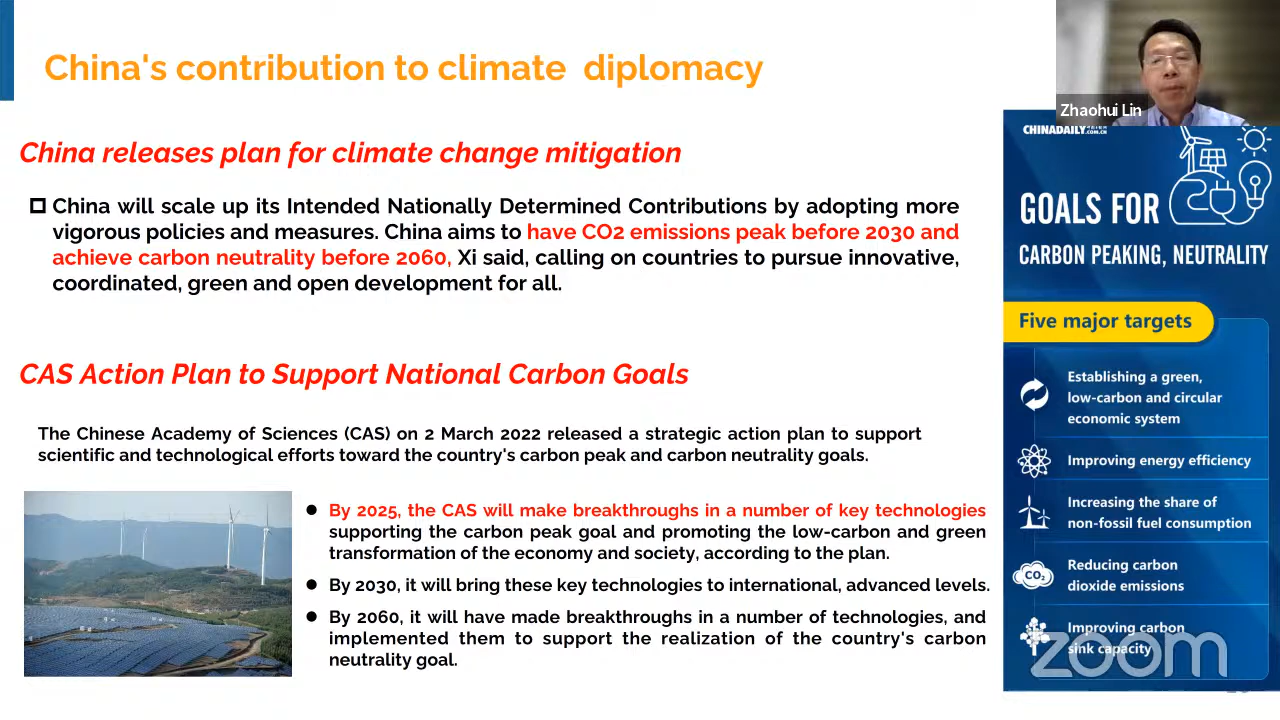 China's contribution to climate diplomacy
Zhaohui Lin
China releases plan for climate change mitigation
China will scale up its Intended Nationally Determined Contributions by adopting more
vigorous policies and measures. China aims to have CO2 emissions peak before 2030 and
achieve carbon neutrality before 2060, Xi said, calling on countries to pursue innovative,
coordinated, green and open development for all.
CAS Action Plan to Support National Carbon Goals
The Chinese Academy of Sciences (CAS) on 2 March 2022 released a strategic action plan to support
scientific and technological efforts toward the country's carbon peak and carbon neutrality goals.
By 2025, the CAS will make breakthroughs in a number of key technologies
supporting the carbon peak goal and promoting the low-carbon and green
transformation of the economy and society, according to the plan.
By 2030, it will bring these key technologies to international, advanced levels.
By 2060, it will have made breakthroughs in a number of technologies, and
implemented them to support the realization of the country's carbon
neutrality goal.
CHINADAILY
.COM.CN
GOALS FOR
CARBON PEAKING, NEUTRALITY
Five major targets
Establishing a green,
low-carbon and circular
economic system
Improving energy efficiency
Increasing the share of
non-fossil fuel consumption
CO2
Reducing carbon
dioxide emissions
Improving carbon
sink capacity
zoom